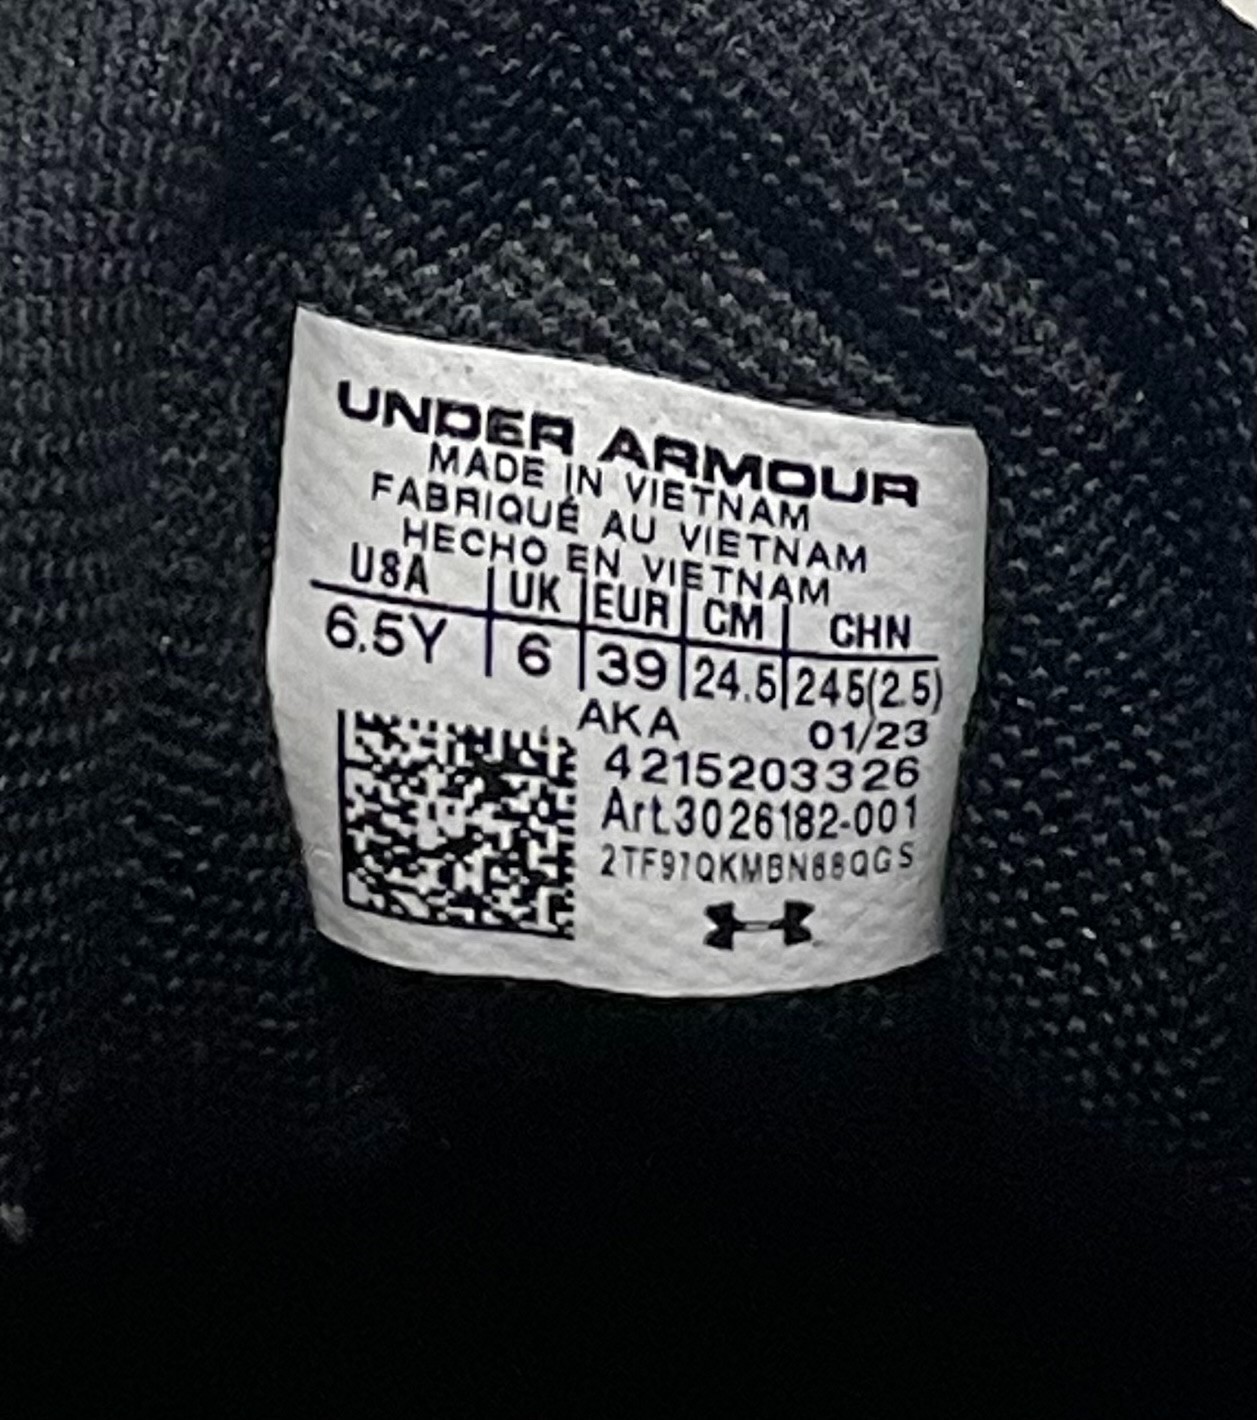 UNDER ARMOUR
MADE IN VIETNAM
FABRIQUÉ AU VIETNAM
HECHO EN VIETNAM
USA UK EUR CM CHN
6.5Y 6 39 24.5 245(2.5)
AKA 01/23
4215203326
Art.3026182-001